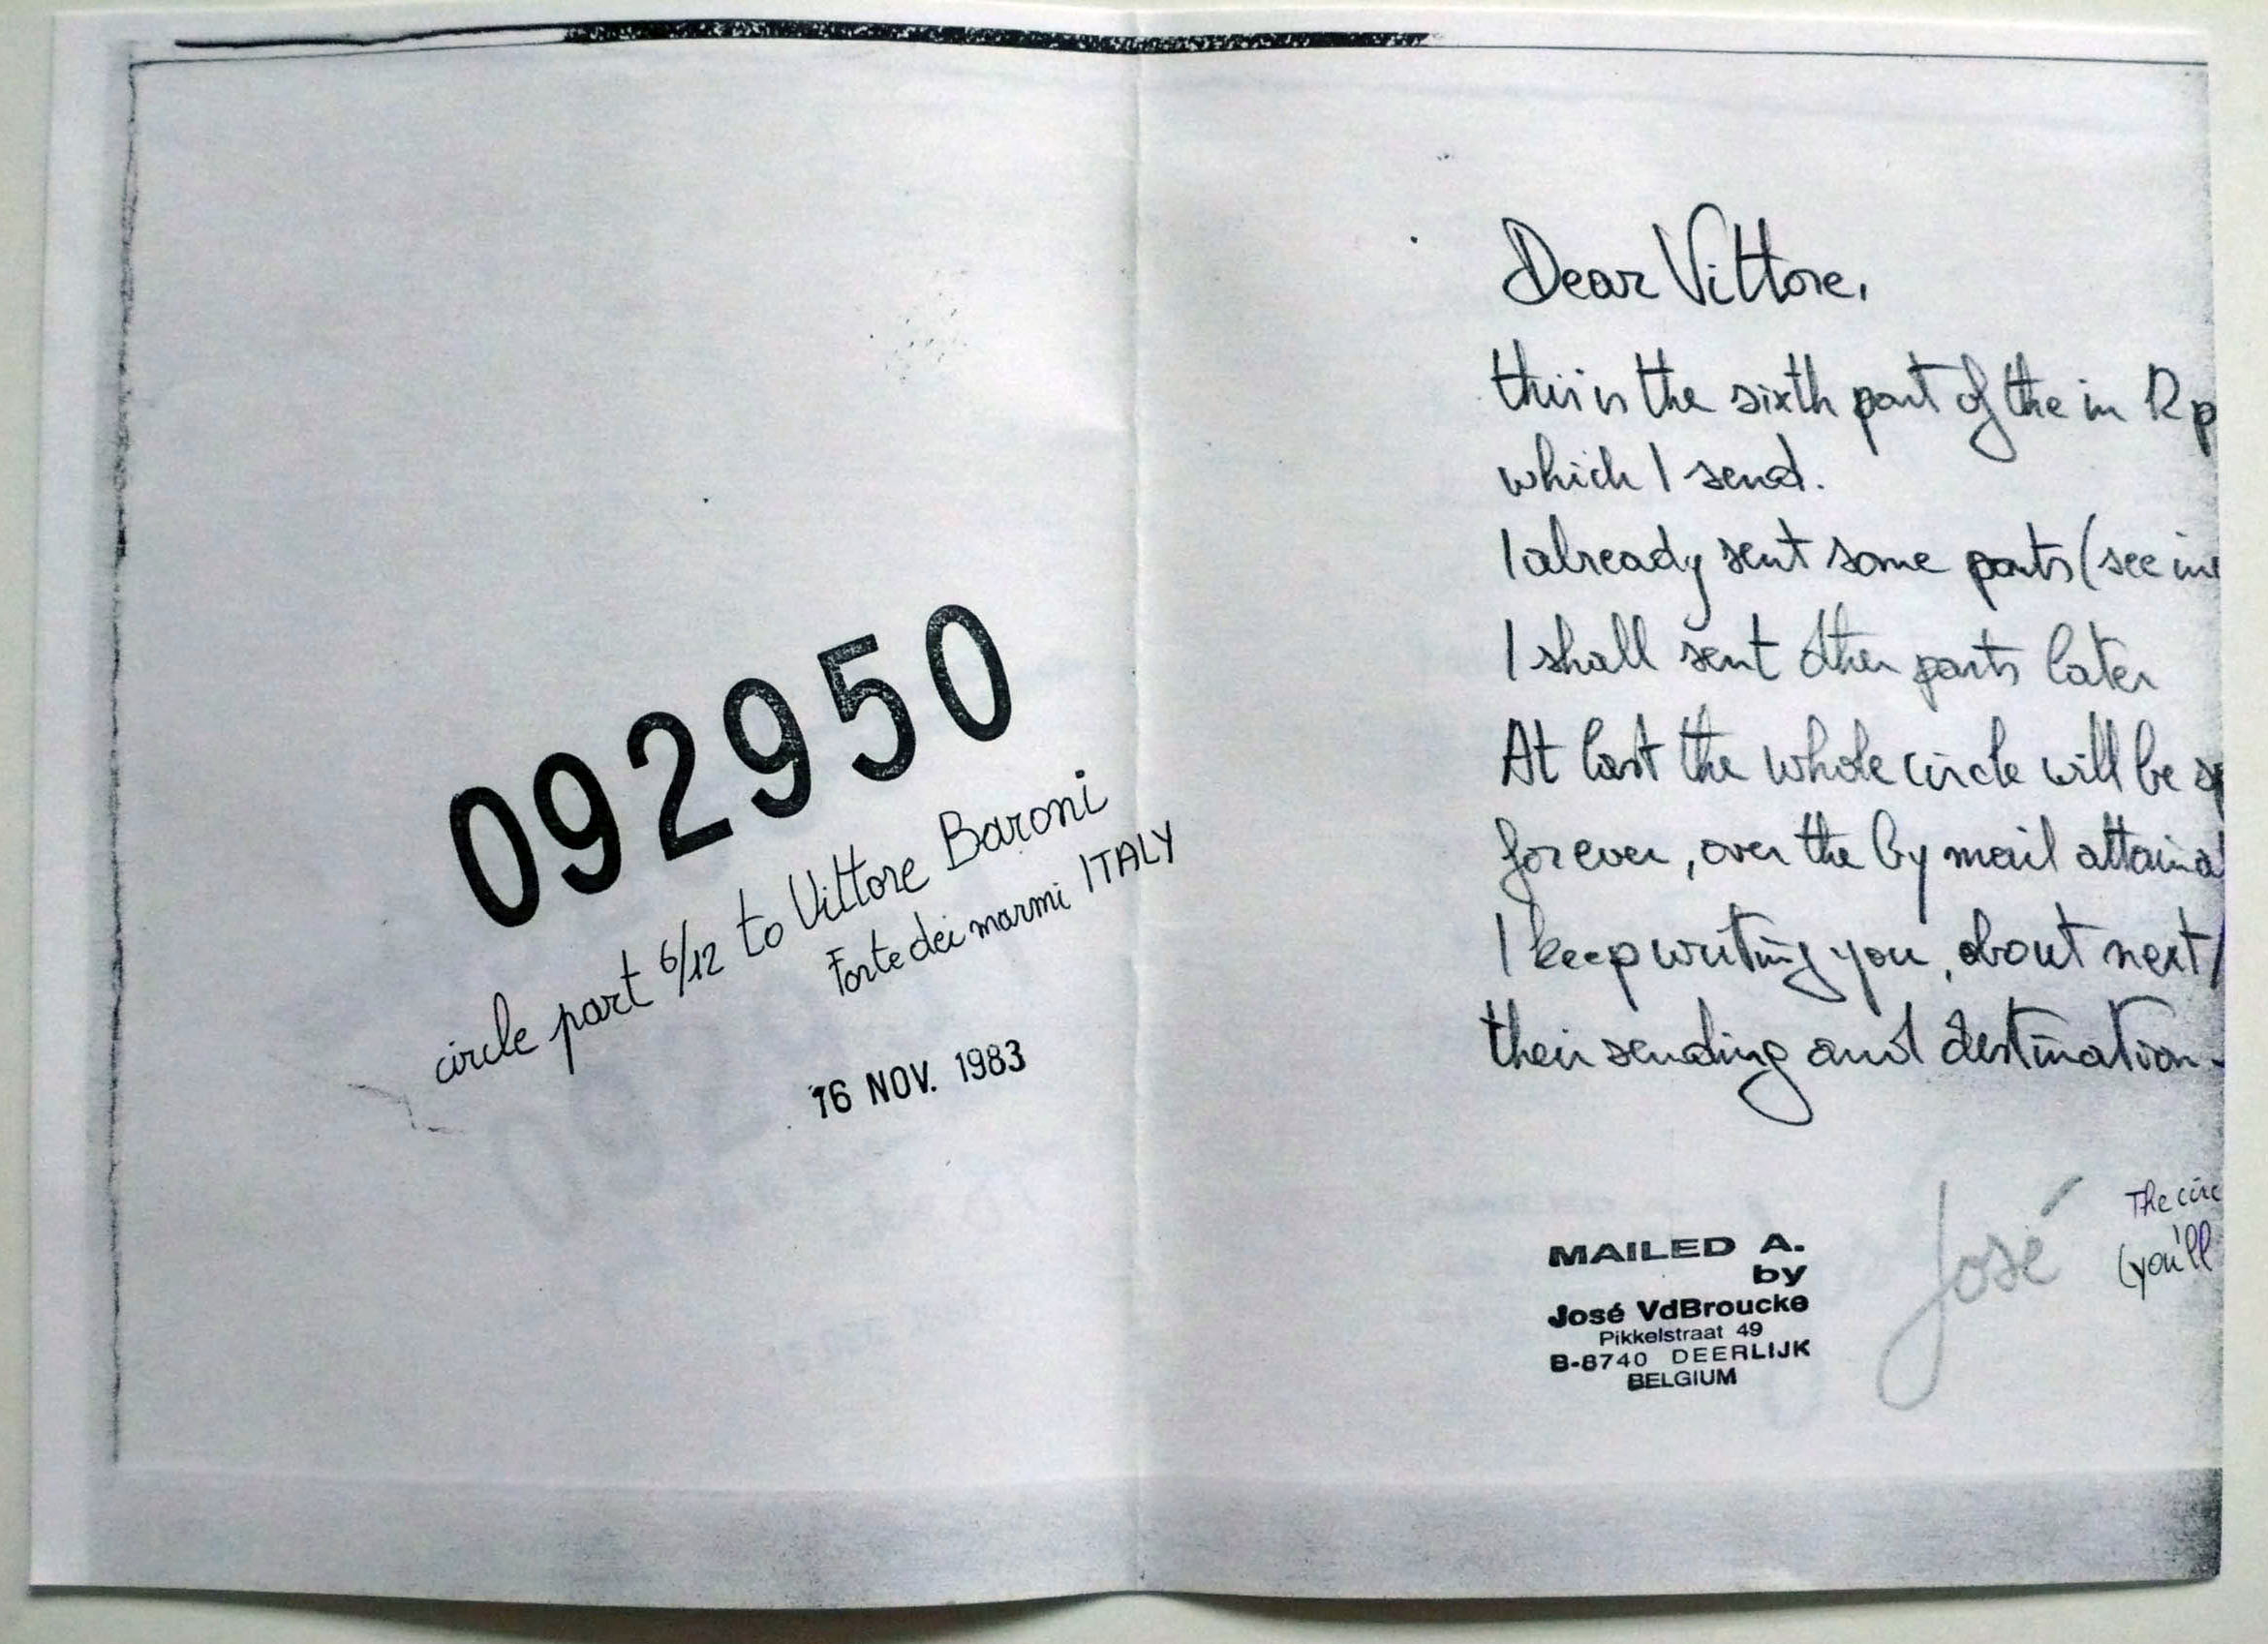 092950
circle part 6/12 to Vittore Baroni
Forte dei marmi ITALY
16 NOV. 1983
Dear Vittore,
this is the sixth part of the in 12 p
which I send.
I already sent some parts (see in
I shall sent other parts later
At last the whole circle will be
forever, over the by mail attaina
I keep writing you, about next
their sending and destination.
MAILED A.
by
José VdBroucke
Pikkelstraat 49
B-8740 DEERLIJK
BELGIUM
José
The circ
(you'll